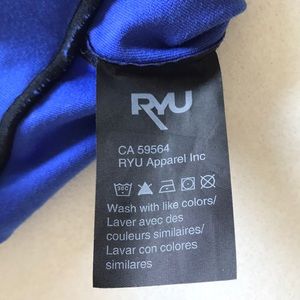 RYU
CA 59564
RYU Apparel Inc
Wash with like colors/
Laver avec des
couleurs similaires/
Lavar con colores
similares